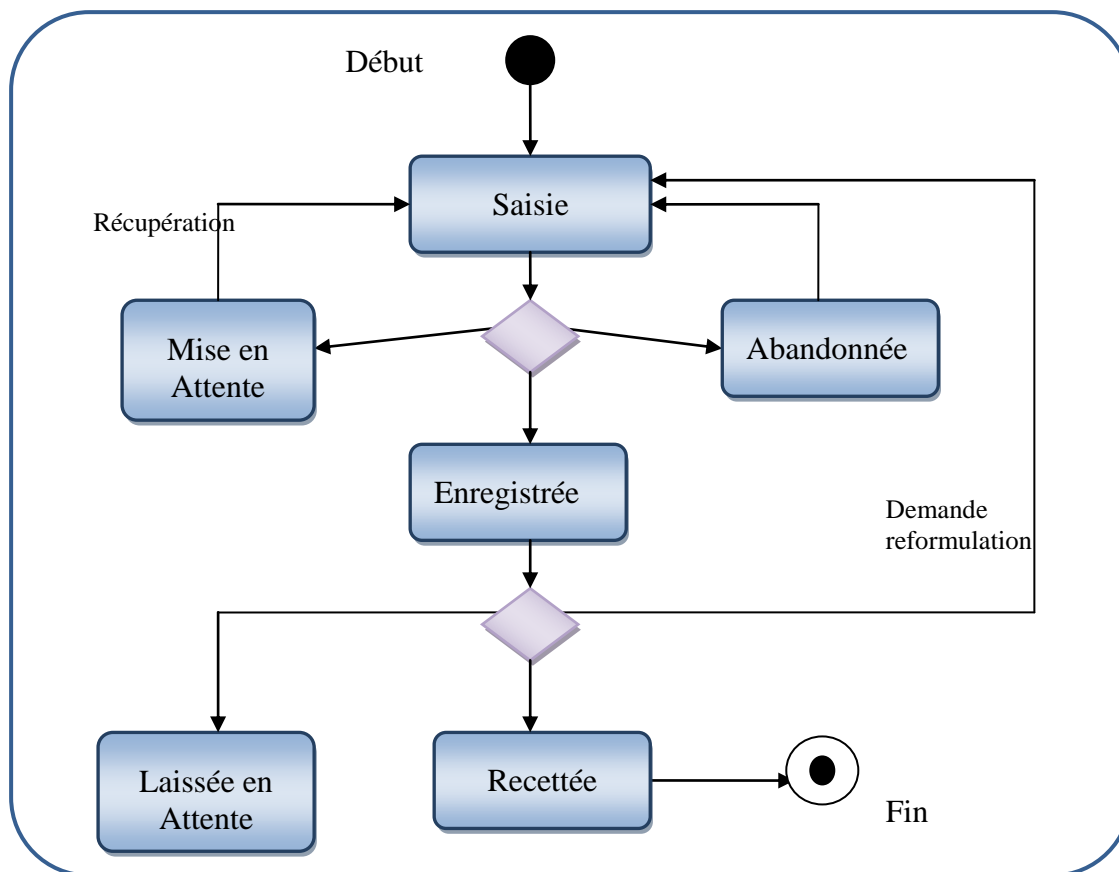 Début
Saisie
Récupération
Mise en
Attente
Abandonnée
Enregistrée
Demande
reformulation
Laissée en
Attente
Recettée
Fin